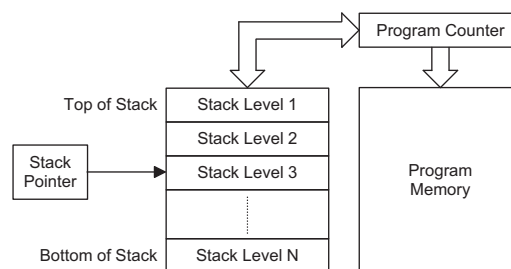 Program Counter
Top of Stack
Stack Level 1
Stack Level 2
Stack
Pointer
Stack Level 3
Program
Memory
Bottom of Stack
Stack Level N